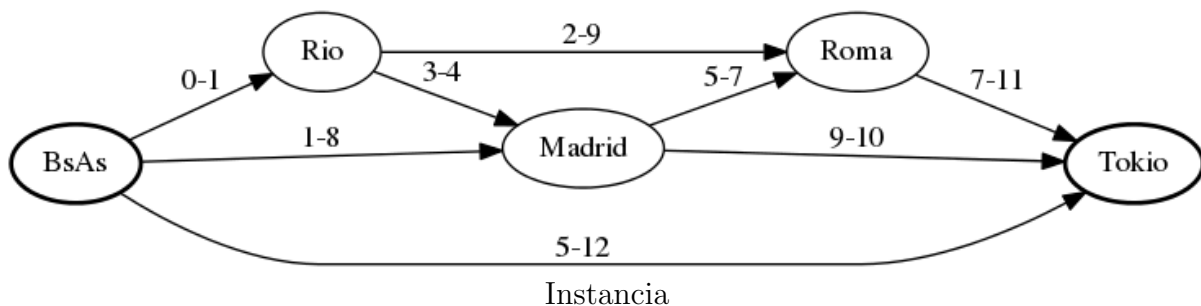 2-9
Rio
Roma
0-1
3-4
5-7
7-11
BsAs
1-8
Madrid
9-10
Tokio
5-12
Instancia